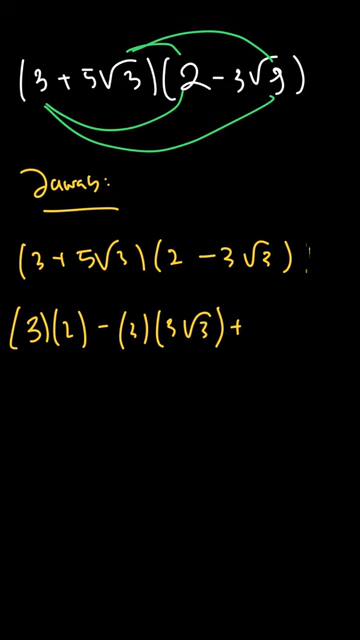 (3 + 5√3)(2 - 3√3)
Jawab:
(3 + 5√3)(2 - 3√3)
(3)(2) - (3)(3√3) +